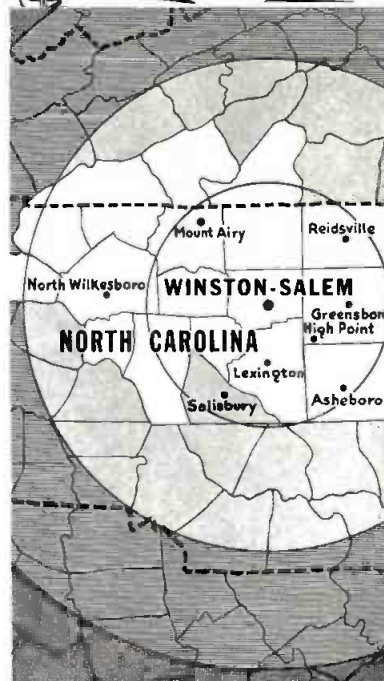 Mount Airy
Reidsville
North Wilkesboro
WINSTON-SALEM
Greensbor
High Point
NORTH CAROLINA
Lexington
Salisbury
Asheboro